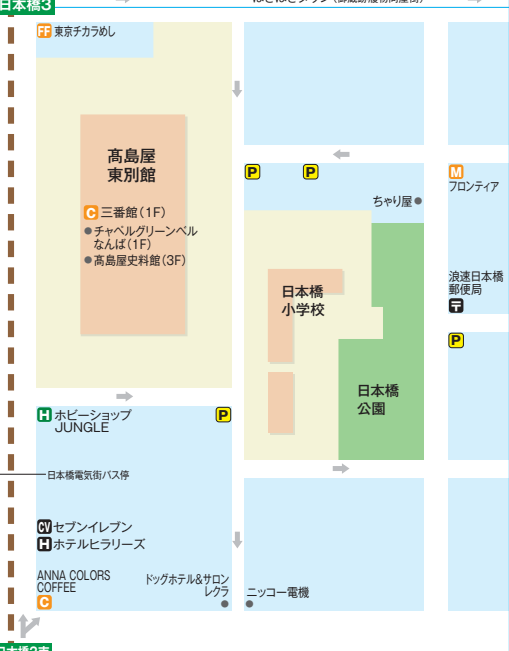 日本橋3
FF 東京チカラめし
髙島屋
東別館
C 三番館(1F)
●チャペルグリーンベル
なんば(1F)
●髙島屋史料館(3F)
P
P
ちゃり屋●
M
フロンティア
浪速日本橋
郵便局
〒
P
日本橋
小学校
日本橋
公園
H ホビーショップ
JUNGLE
P
日本橋電気街バス停
CV セブンイレブン
H ホテルヒラリーズ
ANNA COLORS
COFFEE
C
ドッグホテル&サロン
レクラ
●
ニッコー電機
●